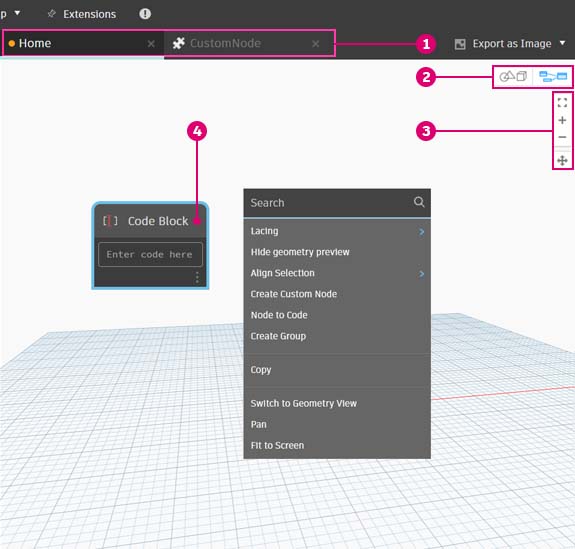 p Extensions
Home CustomNode 1 Export as Image
2
3
4
Code Block
Enter code here
Search
Lacing
Hide geometry preview
Align Selection
Create Custom Node
Node to Code
Create Group
Copy
Switch to Geometry View
Pan
Fit to Screen